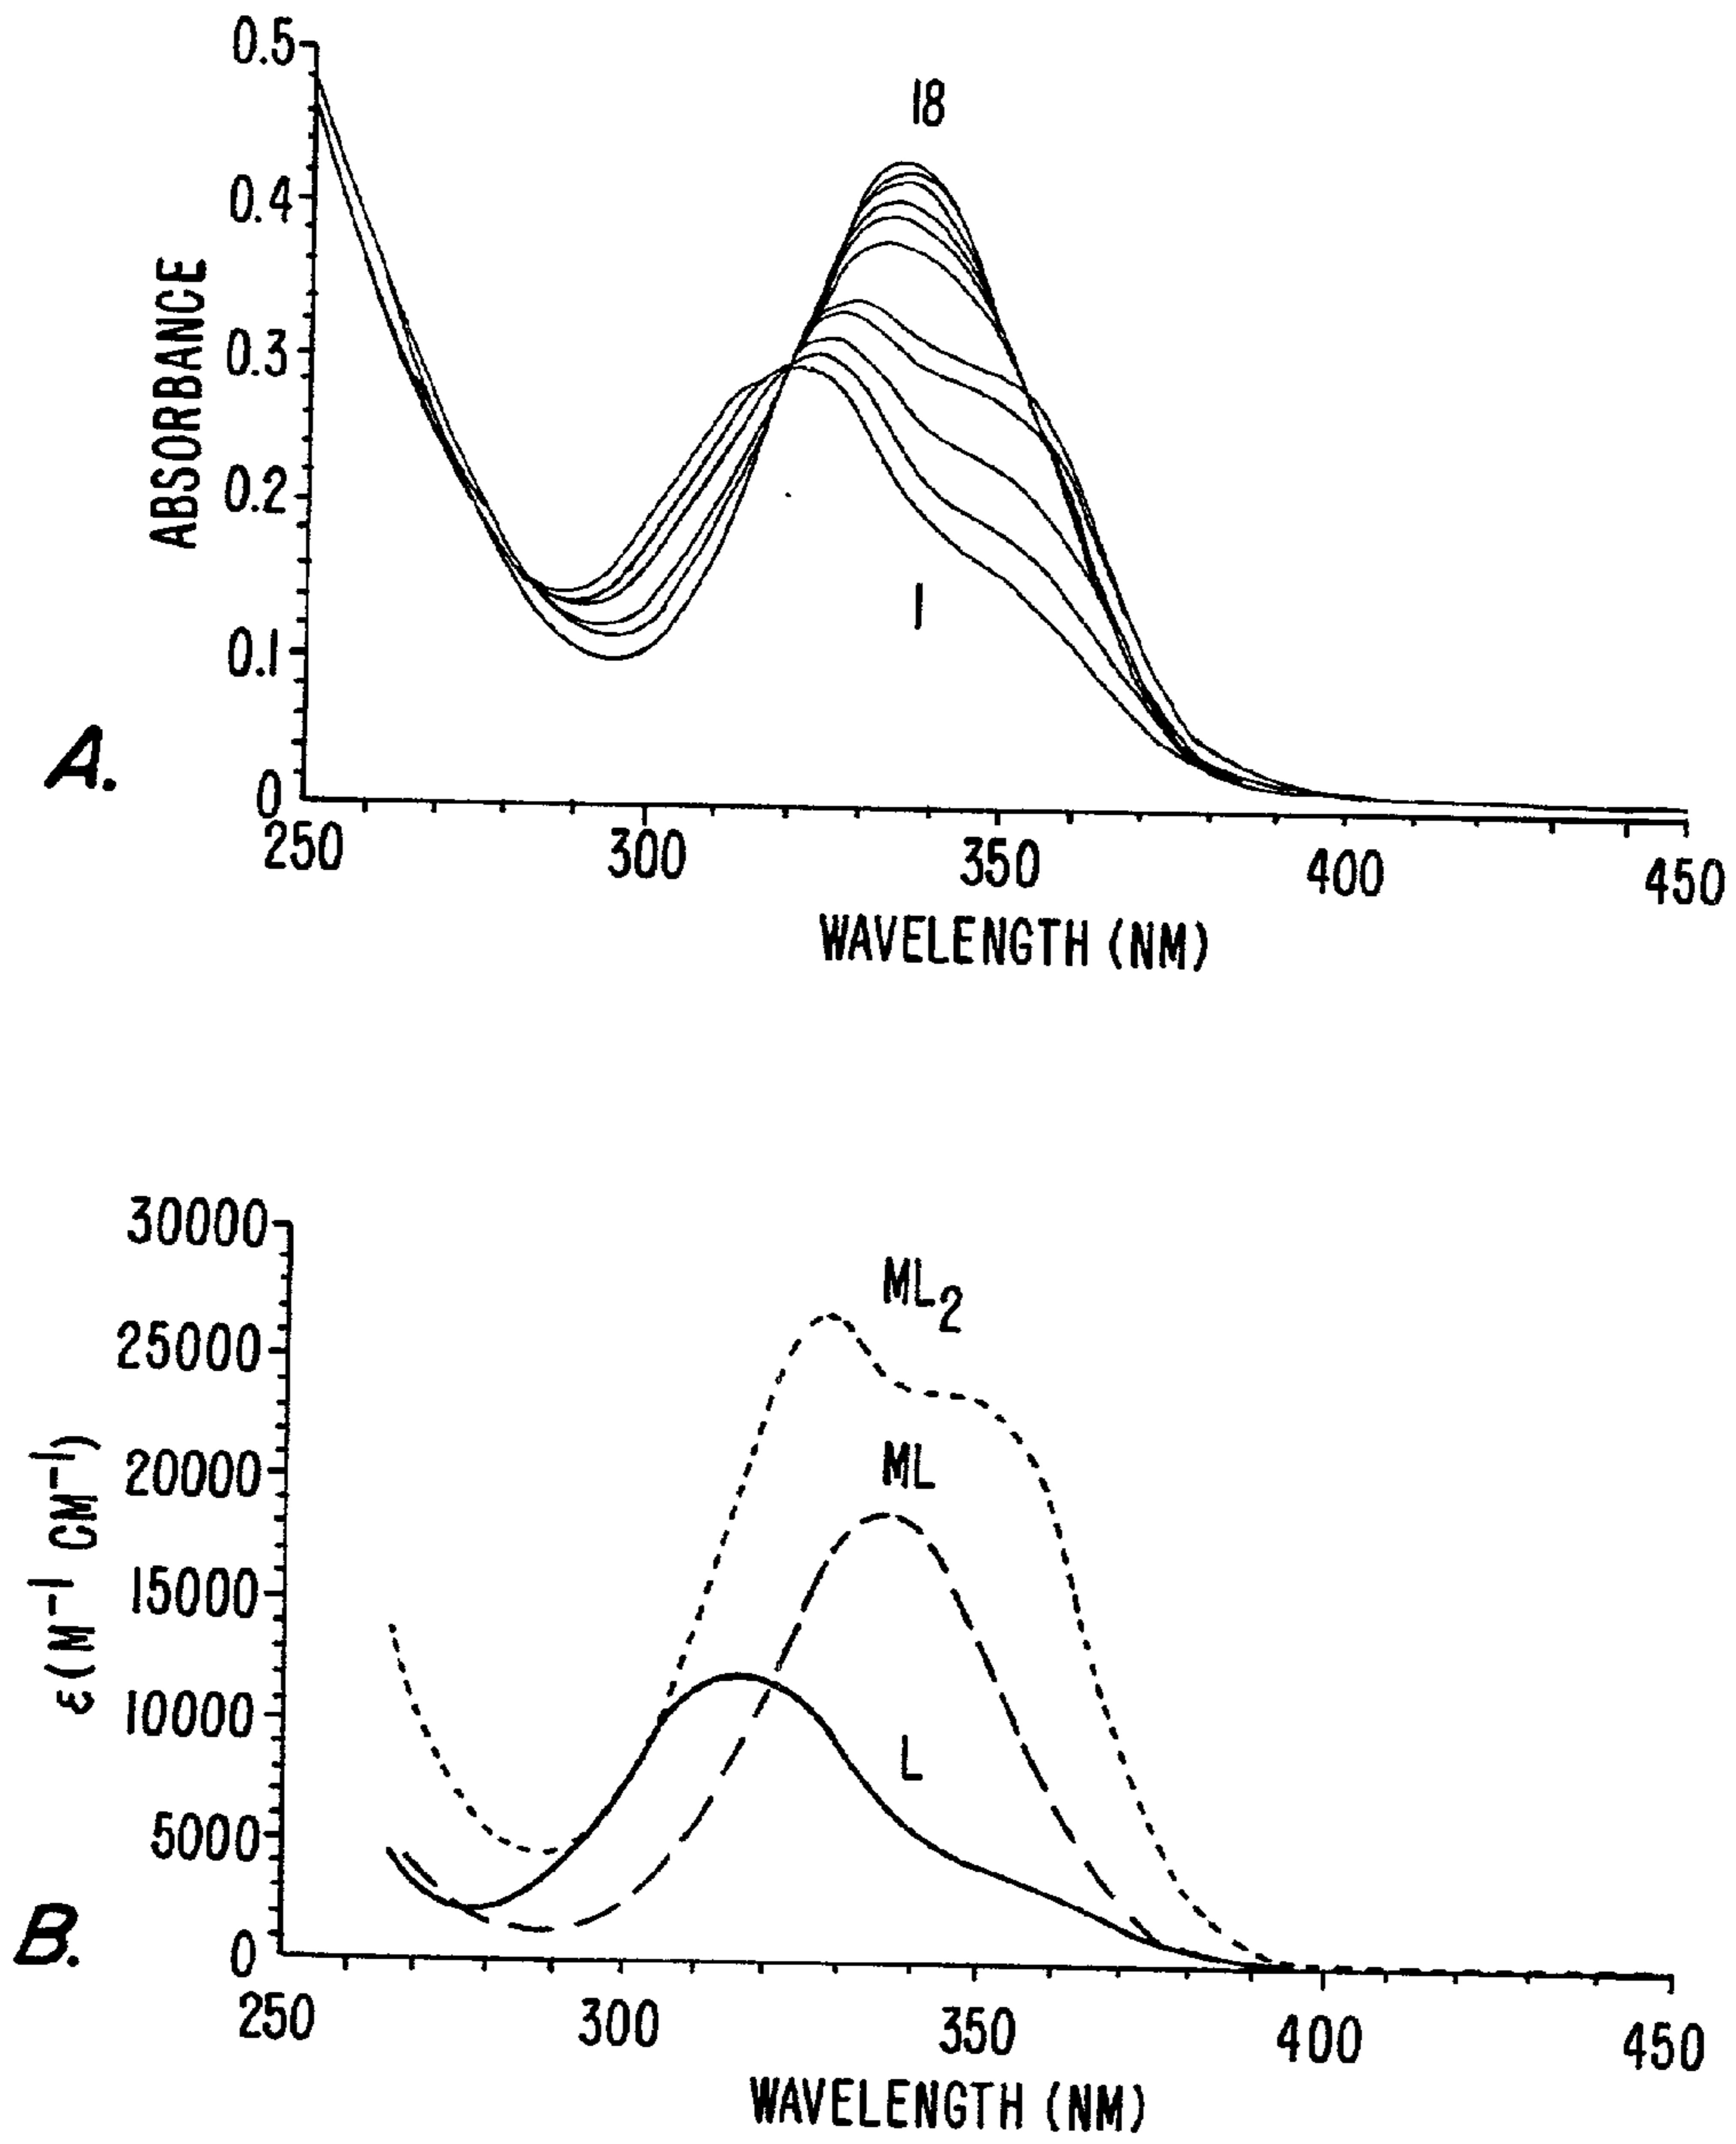 0.5
18
0.4
0.3
0.2
1
0.1
0
ABSORBANCE
A.
250 300 350 400 450
WAVELENGTH (NM)
30000
ML2
25000
ML
20000
15000
10000
L
5000
0
ε (M-1 CM-1)
B.
250 300 350 400 450
WAVELENGTH (NM)